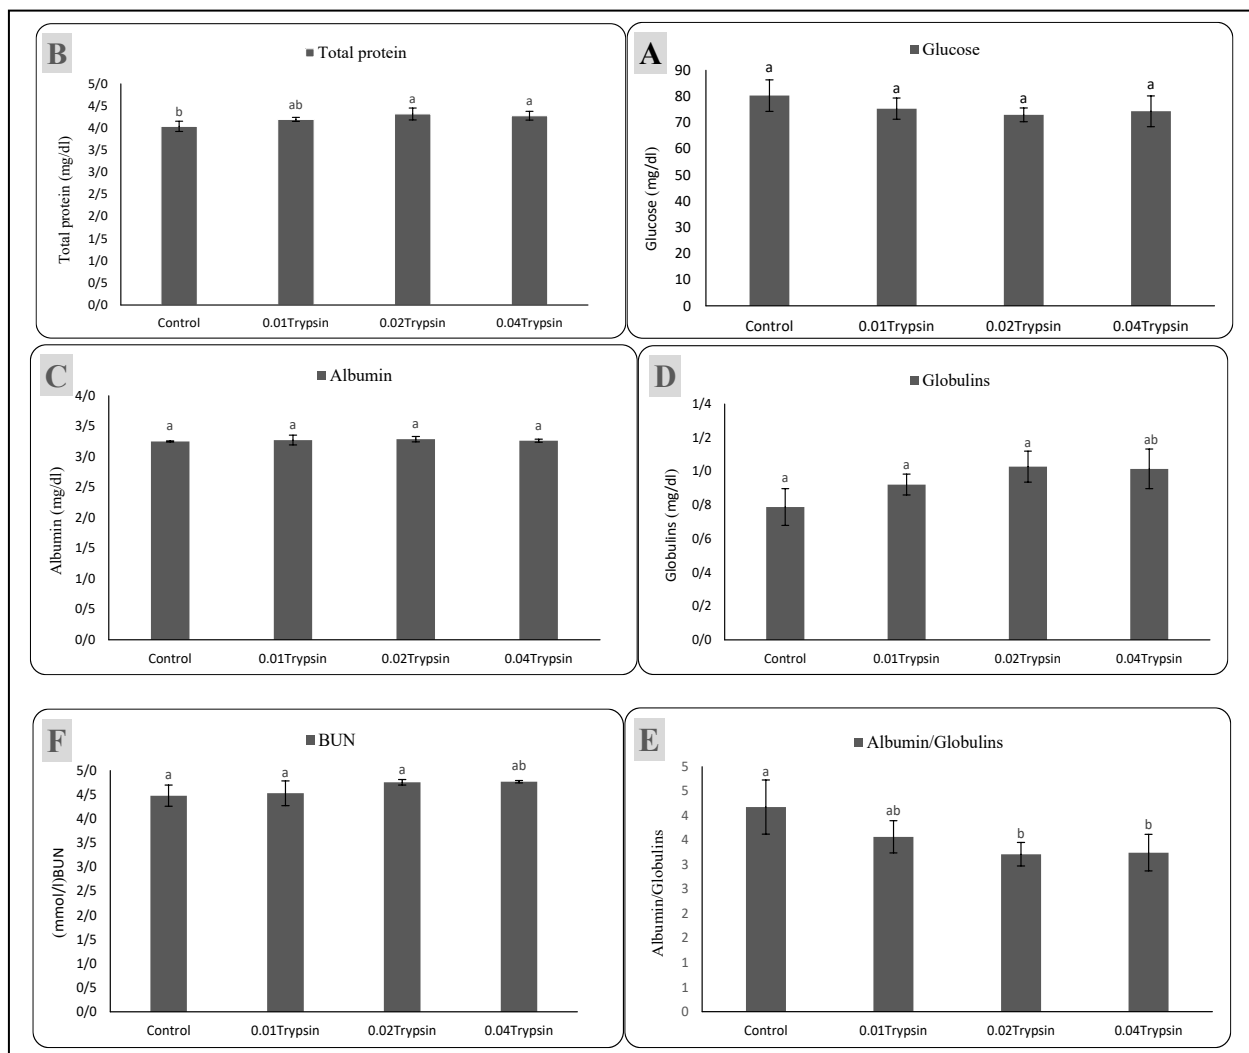 B
Total protein
Total protein (mg/dl)
5/0
4/5
4/0
3/5
3/0
2/5
2/0
1/5
1/0
0/5
0/0
b
ab
a
a
Control
0.01Trypsin
0.02Trypsin
0.04Trypsin
A
Glucose
Glucose (mg/dl)
90
80
70
60
50
40
30
20
10
0
a
a
a
a
Control
0.01Trypsin
0.02Trypsin
0.04Trypsin
C
Albumin
Albumin (mg/dl)
4/0
3/5
3/0
2/5
2/0
1/5
1/0
0/5
0/0
a
a
a
a
Control
0.01Trypsin
0.02Trypsin
0.04Trypsin
D
Globulins
Globulins (mg/dl)
1/4
1/2
1/0
0/8
0/6
0/4
0/2
0/0
a
a
a
ab
Control
0.01Trypsin
0.02Trypsin
0.04Trypsin
F
BUN
(mmol/l)BUN
5/0
4/5
4/0
3/5
3/0
2/5
2/0
1/5
1/0
0/5
0/0
a
a
a
ab
Control
0.01Trypsin
0.02Trypsin
0.04Trypsin
E
Albumin/Globulins
Albumin/Globulins
5
5
4
4
3
3
2
2
1
1
0
a
ab
b
b
Control
0.01Trypsin
0.02Trypsin
0.04Trypsin